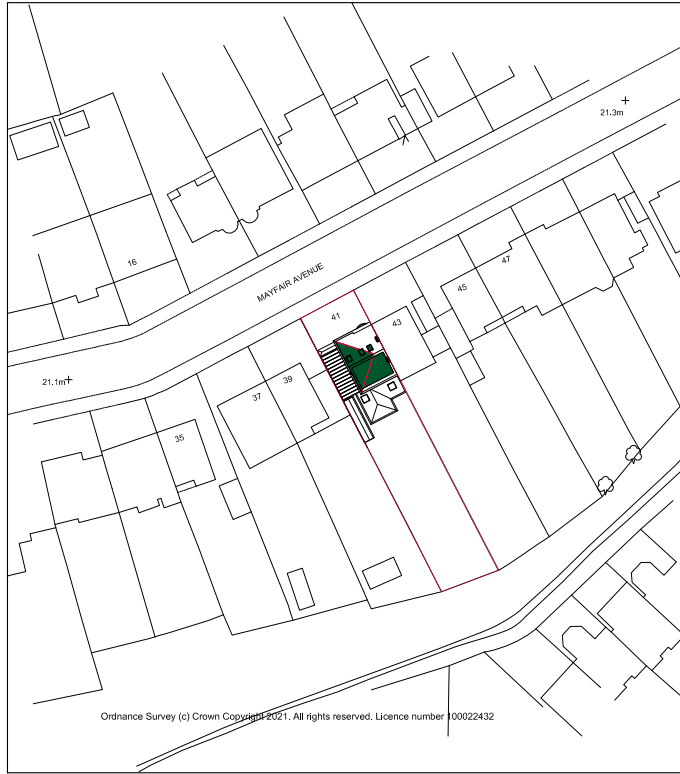 21.3m
16
MAYFAIR AVENUE
47
45
41
43
21.1m
39
37
35
Ordnance Survey (c) Crown Copyright 2021. All rights reserved. Licence number 100022432